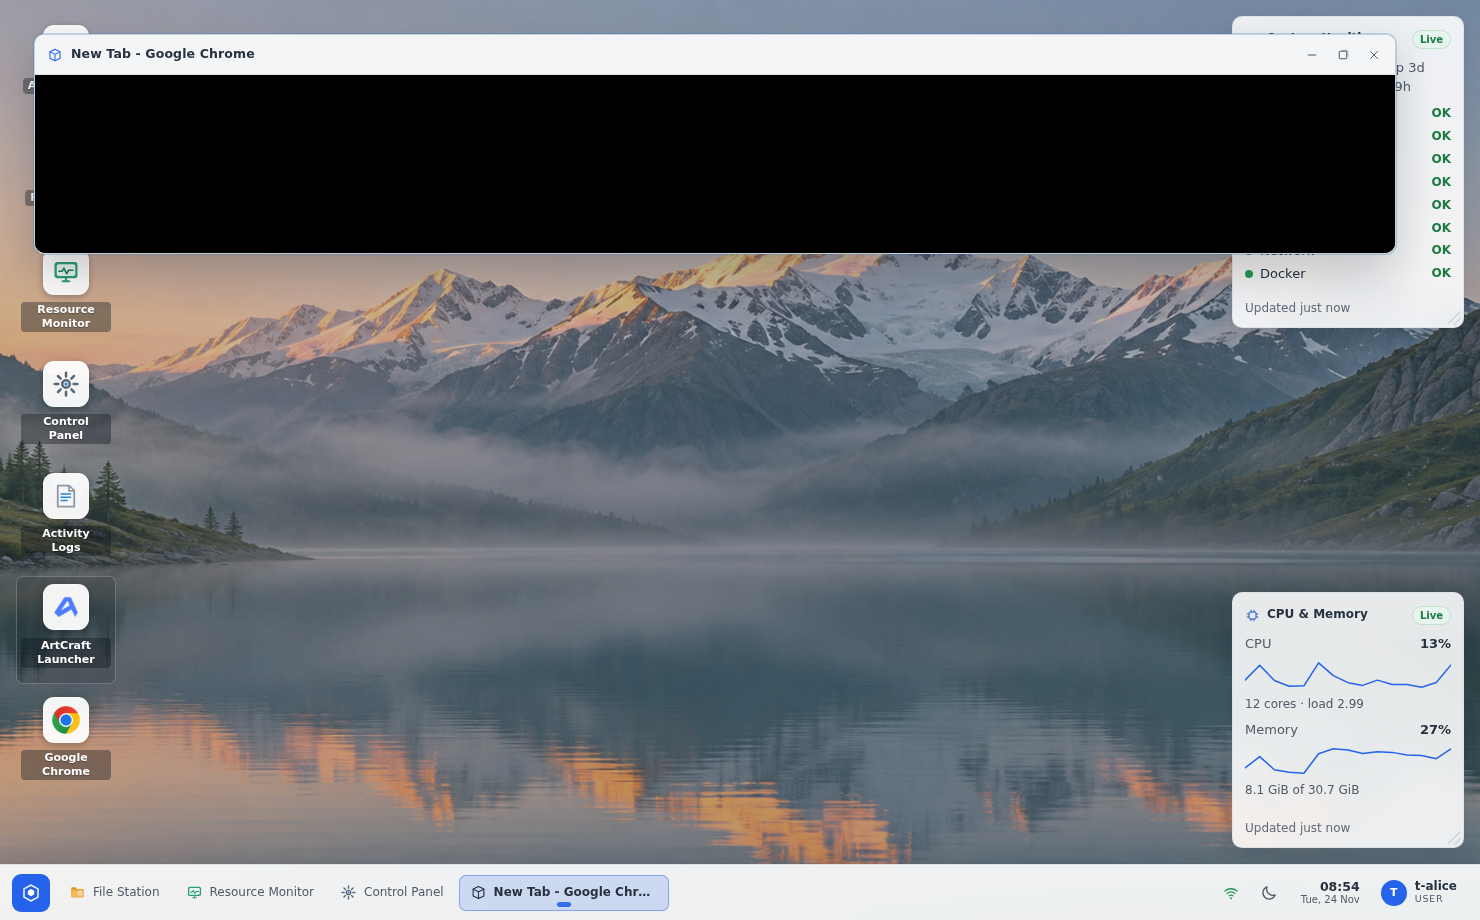 New Tab - Google Chrome
Live
3d
9h
OK
OK
OK
OK
OK
OK
OK
Docker OK
Updated just now
Resource
Monitor
Control
Panel
Activity
Logs
ArtCraft
Launcher
Google
Chrome
CPU & Memory Live
CPU 13%
12 cores · load 2.99
Memory 27%
8.1 GiB of 30.7 GiB
Updated just now
File Station
Resource Monitor
Control Panel
New Tab - Google Chr...
08:54
Tue, 24 Nov
T
t-alice
USER